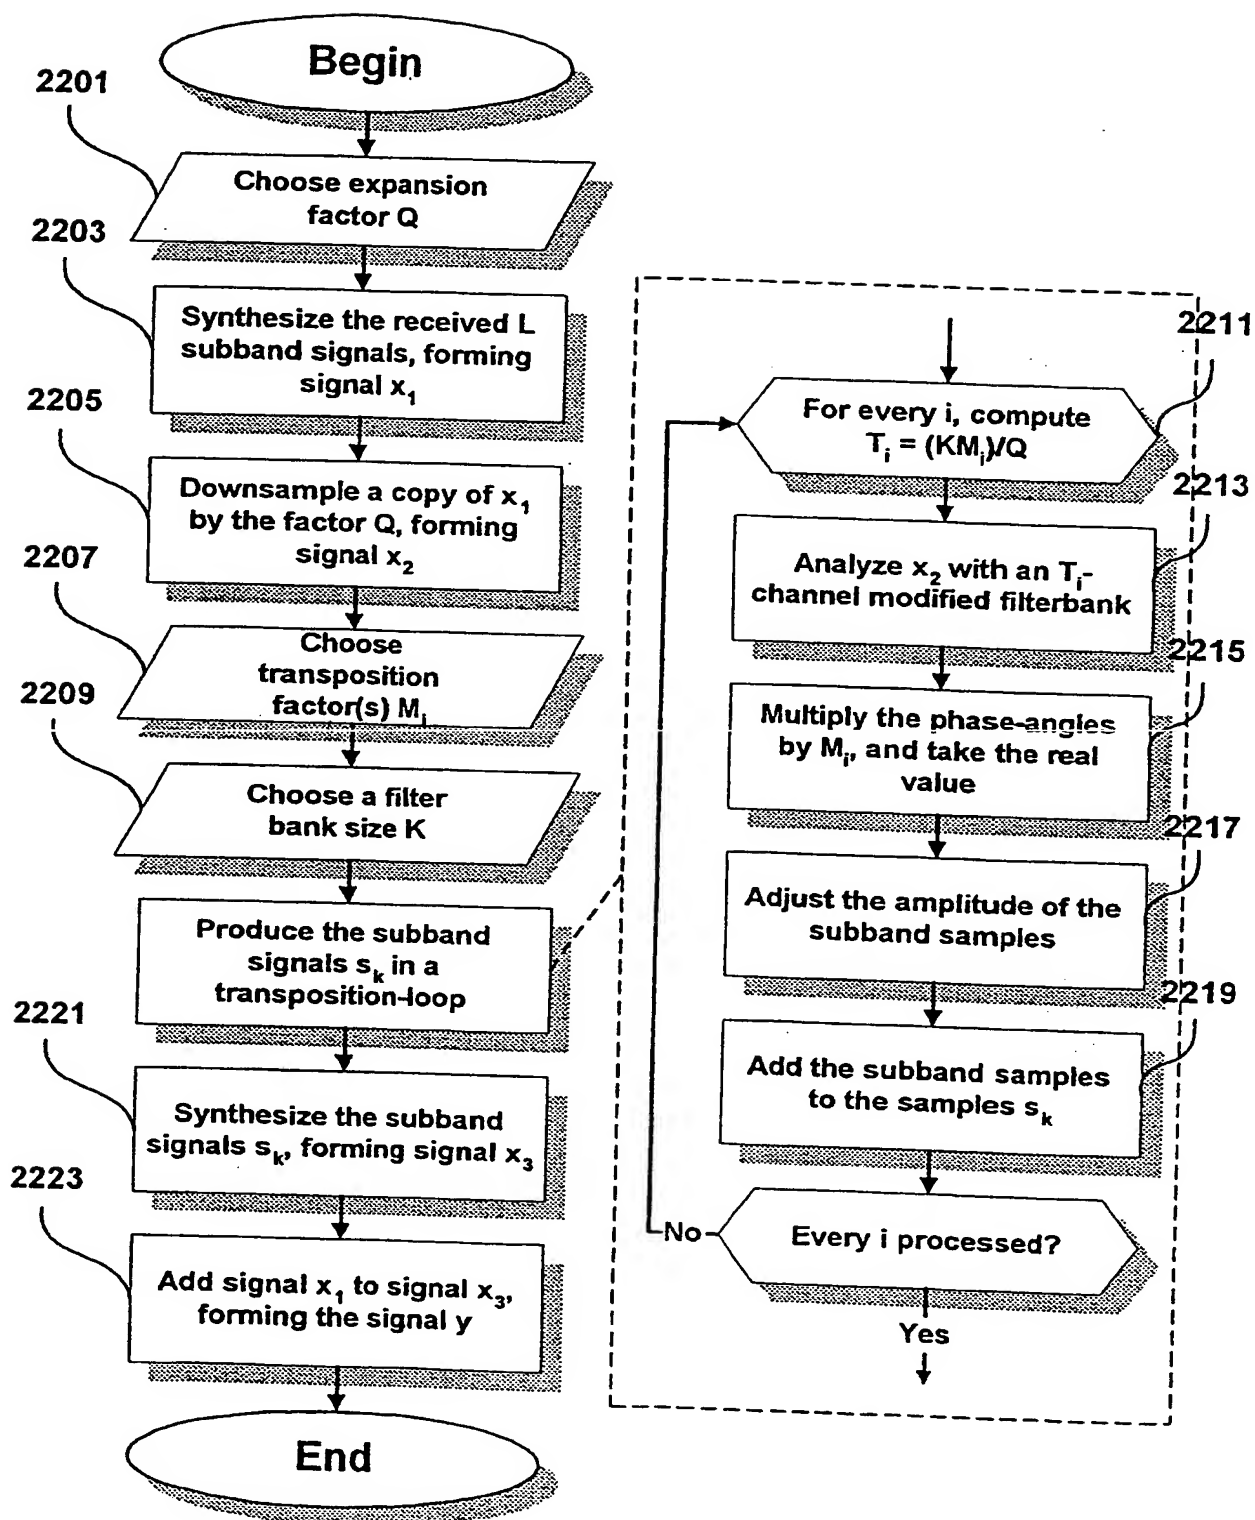 Begin
2201
Choose expansion
factor Q
2203
Synthesize the received L
subband signals, forming
signal x₁
2205
Downsample a copy of x₁
by the factor Q, forming
signal x₂
2207
Choose
transposition
factor(s) Mᵢ
2209
Choose a filter
bank size K
Produce the subband
signals sₖ in a
transposition-loop
2221
Synthesize the subband
signals sₖ, forming signal x₃
2223
Add signal x₁ to signal x₃,
forming the signal y
End
2211
For every i, compute
Tᵢ = (KMᵢ)/Q
2213
Analyze x₂ with an Tᵢ-
channel modified filterbank
2215
Multiply the phase-angles
by Mᵢ, and take the real
value
2217
Adjust the amplitude of the
subband samples
2219
Add the subband samples
to the samples sₖ
Every i processed?
No
Yes